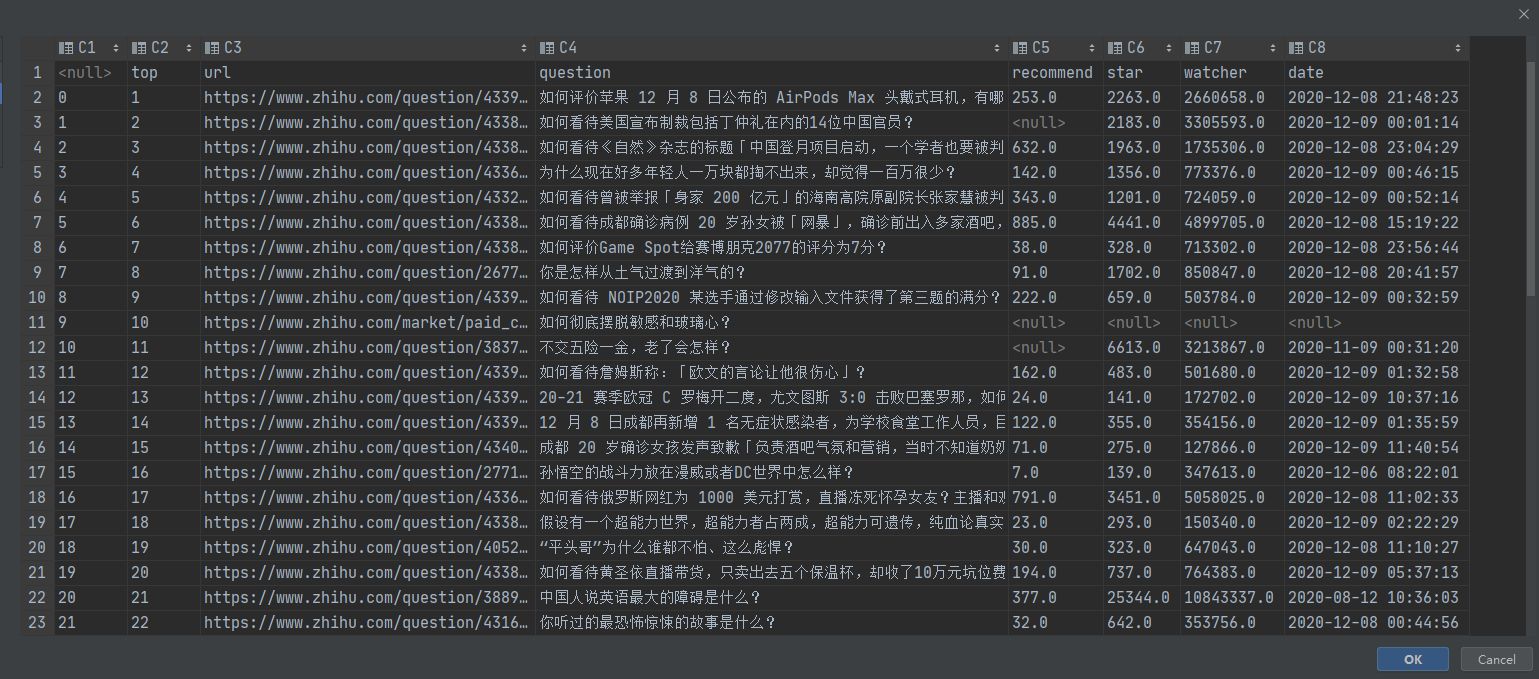 C1 C2 C3 C4 C5 C6 C7 C8
1 <null> top url question recommend star watcher date
2 0 1 https://www.zhihu.com/question/4339… 如何评价苹果 12 月 8 日公布的 AirPods Max 头戴式耳机，有哪 253.0 2263.0 2660658.0 2020-12-08 21:48:23
3 1 2 https://www.zhihu.com/question/4338… 如何看待美国宣布制裁包括丁仲礼在内的14位中国官员？ <null> 2183.0 3305593.0 2020-12-09 00:01:14
4 2 3 https://www.zhihu.com/question/4338… 如何看待《自然》杂志的标题「中国登月项目启动，一个学者也要被判 632.0 1963.0 1735306.0 2020-12-08 23:04:29
5 3 4 https://www.zhihu.com/question/4336… 为什么现在好多年轻人一万块都掏不出来，却觉得一百万很少？ 142.0 1356.0 773376.0 2020-12-09 00:46:15
6 4 5 https://www.zhihu.com/question/4332… 如何看待曾被举报「身家 200 亿元」的海南高院原副院长张家慧被判 343.0 1201.0 724059.0 2020-12-09 00:52:14
7 5 6 https://www.zhihu.com/question/4338… 如何看待成都确诊病例 20 岁孙女被「网暴」，确诊前出入多家酒吧， 885.0 4441.0 4899705.0 2020-12-08 15:19:22
8 6 7 https://www.zhihu.com/question/4338… 如何评价Game Spot给赛博朋克2077的评分为7分？ 38.0 328.0 713302.0 2020-12-08 23:56:44
9 7 8 https://www.zhihu.com/question/2677… 你是怎样从土气过渡到洋气的？ 91.0 1702.0 850847.0 2020-12-08 20:41:57
10 8 9 https://www.zhihu.com/question/4339… 如何看待 NOIP2020 某选手通过修改输入文件获得了第三题的满分？ 222.0 659.0 503784.0 2020-12-09 00:32:59
11 9 10 https://www.zhihu.com/market/paid_c… 如何彻底摆脱敏感和玻璃心？ <null> <null> <null> <null>
12 10 11 https://www.zhihu.com/question/3837… 不交五险一金，老了会怎样？ <null> 6613.0 3213867.0 2020-11-09 00:31:20
13 11 12 https://www.zhihu.com/question/4339… 如何看待詹姆斯称：「欧文的言论让他很伤心」？ 162.0 483.0 501680.0 2020-12-09 01:32:58
14 12 13 https://www.zhihu.com/question/4339… 20-21 赛季欧冠 C 罗梅开二度，尤文图斯 3:0 击败巴塞罗那，如何 24.0 141.0 172702.0 2020-12-09 10:37:16
15 13 14 https://www.zhihu.com/question/4339… 12 月 8 日成都再新增 1 名无症状感染者，为学校食堂工作人员，目 122.0 355.0 354156.0 2020-12-09 01:35:59
16 14 15 https://www.zhihu.com/question/4340… 成都 20 岁确诊女孩发声致歉「负责酒吧气氛和营销，当时不知道奶奶 71.0 275.0 127866.0 2020-12-09 11:40:54
17 15 16 https://www.zhihu.com/question/2771… 孙悟空的战斗力放在漫威或者DC世界中怎么样？ 7.0 139.0 347613.0 2020-12-06 08:22:01
18 16 17 https://www.zhihu.com/question/4336… 如何看待俄罗斯网红为 1000 美元打赏，直播冻死怀孕女友？主播和观 791.0 3451.0 5058025.0 2020-12-08 11:02:33
19 17 18 https://www.zhihu.com/question/4338… 假设有一个超能力世界，超能力者占两成，超能力可遗传，纯血论真实 23.0 293.0 150340.0 2020-12-09 02:22:29
20 18 19 https://www.zhihu.com/question/4052… “平头哥”为什么谁都不怕、这么彪悍？ 30.0 323.0 647043.0 2020-12-08 11:10:27
21 19 20 https://www.zhihu.com/question/4338… 如何看待黄圣依直播带货，只卖出去五个保温杯，却收了10万元坑位费 194.0 737.0 764383.0 2020-12-09 05:37:13
22 20 21 https://www.zhihu.com/question/3889… 中国人说英语最大的障碍是什么？ 377.0 25344.0 10843337.0 2020-08-12 10:36:03
23 21 22 https://www.zhihu.com/question/4316… 你听过的最恐怖惊悚的故事是什么？ 32.0 642.0 353756.0 2020-12-08 00:44:56
OK Cancel